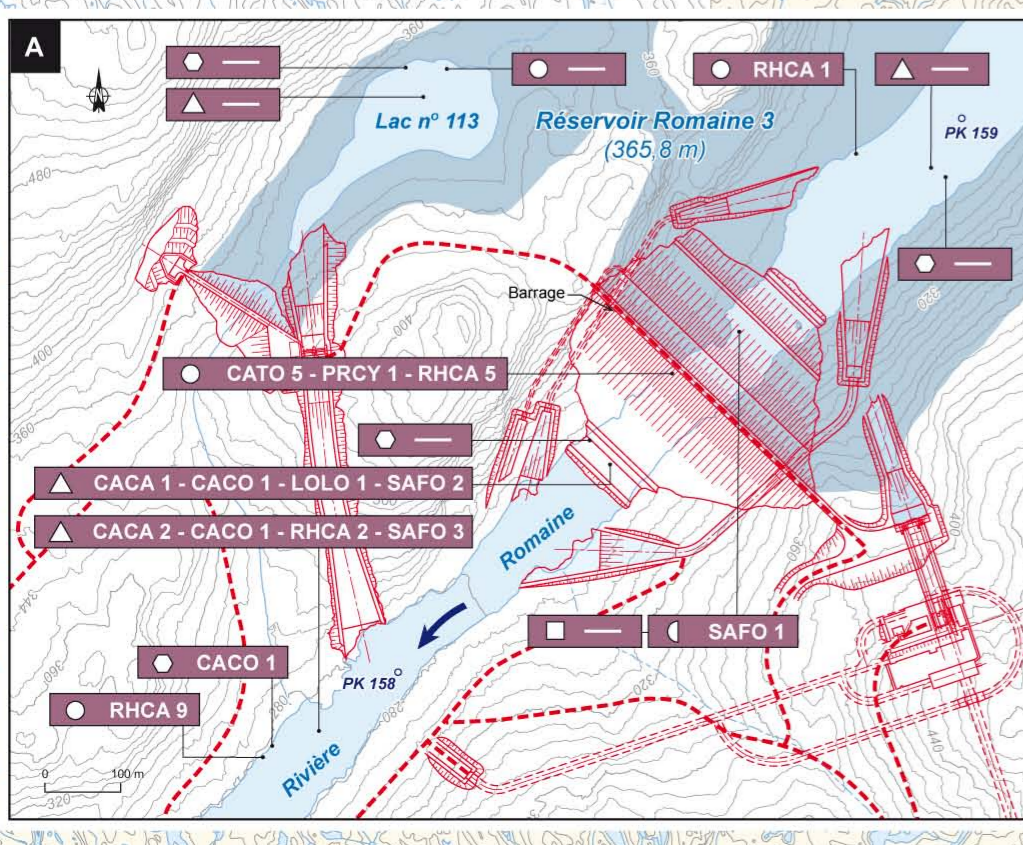 A
360
360
RHCA 1
Lac nº 113
Réservoir Romaine 3
(365,8 m)
PK 159
480
320
Barrage
400
400
CATO 5 - PRCY 1 - RHCA 5
360
CACA 1 - CACO 1 - LOLO 1 - SAFO 2
CACA 2 - CACO 1 - RHCA 2 - SAFO 3
400
360
344
Romaine
SAFO 1
CACO 1
360
PK 158
320
RHCA 9
280
280
440
Rivière
0 100 m
320